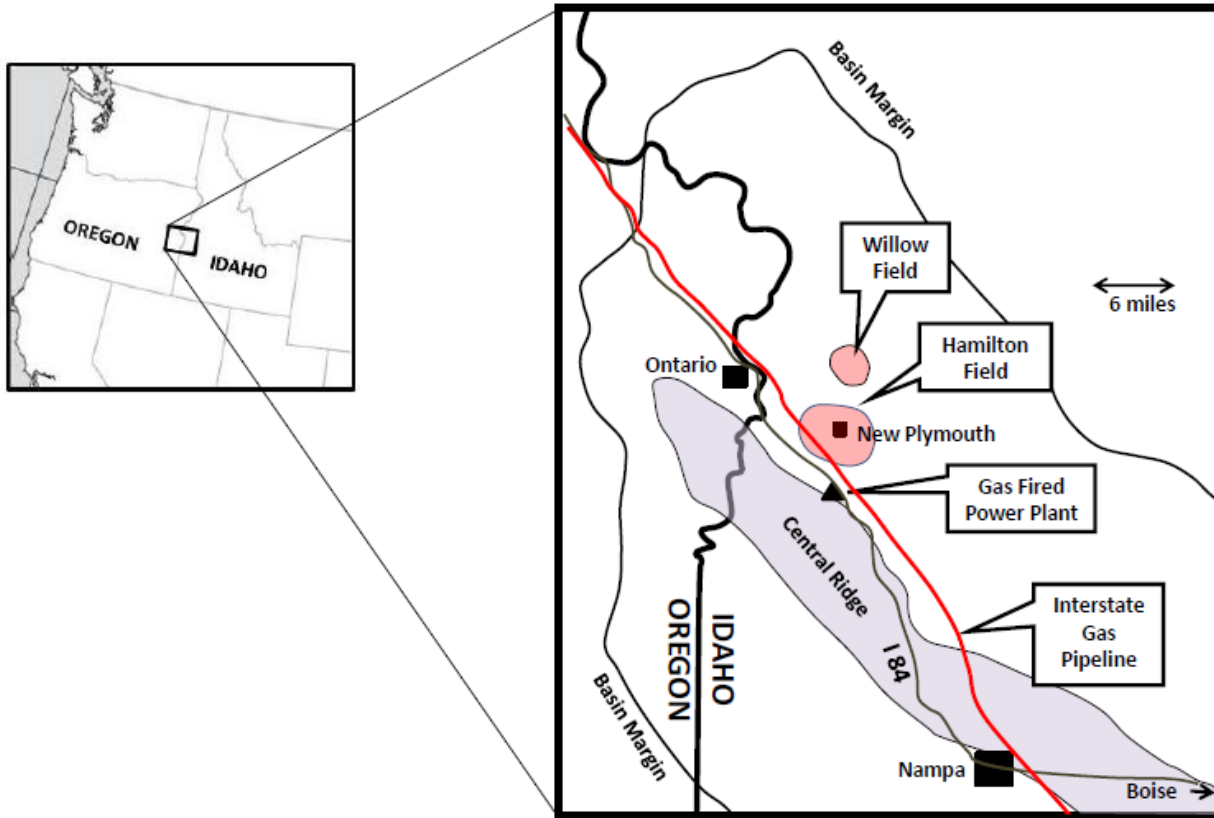 OREGON
IDAHO
Basin Margin
Willow
Field
6 miles
Hamilton
Field
Ontario
New Plymouth
Gas Fired
Power Plant
Central Ridge
Interstate
Gas
Pipeline
IDAHO
OREGON
I 84
Basin Margin
Nampa
Boise